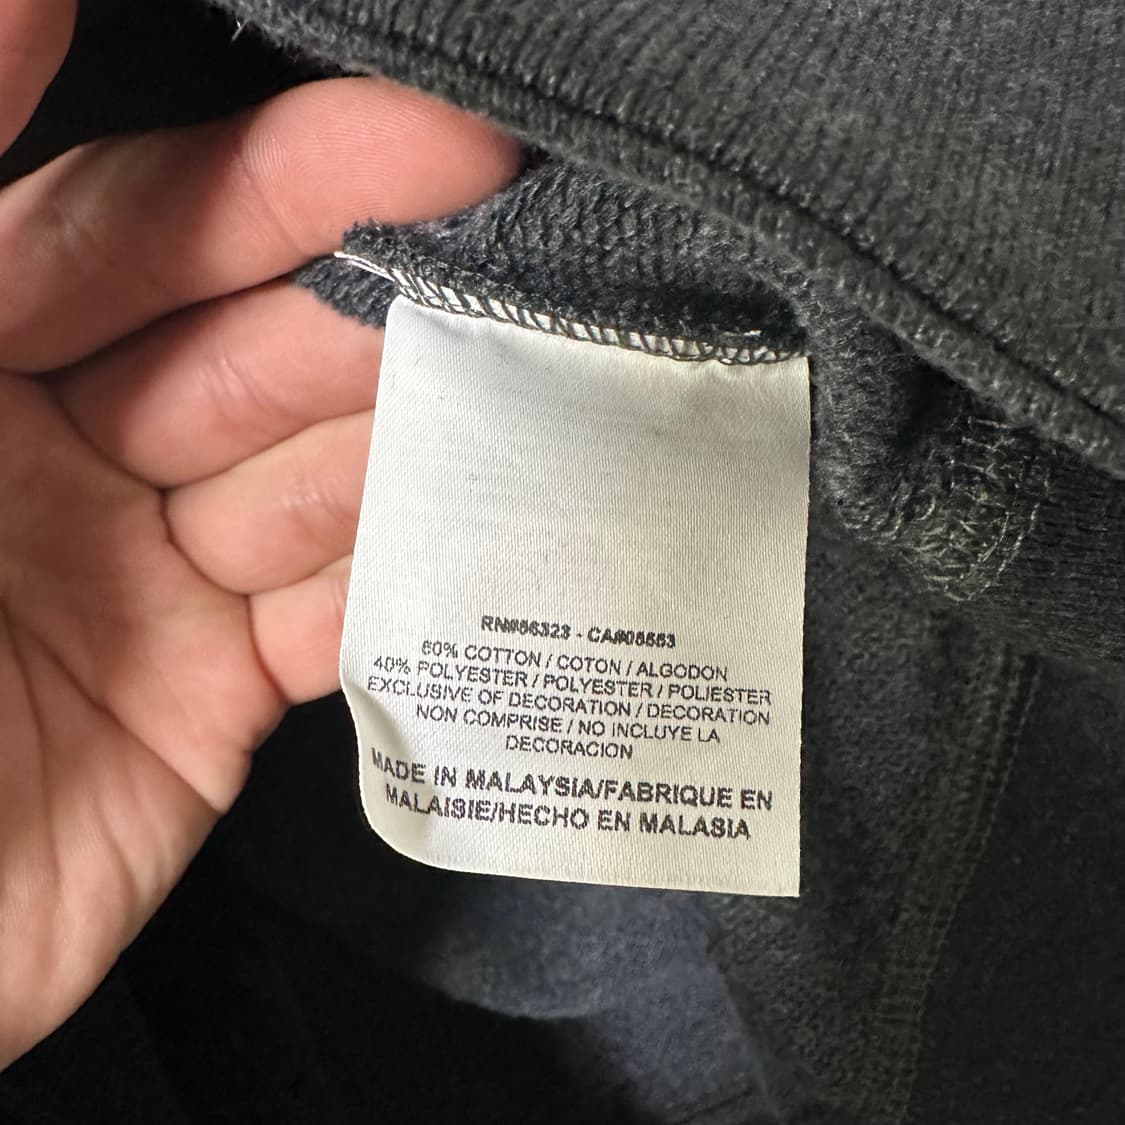 RN#56323 - CA#05553
60% COTTON / COTON / ALGODON
40% POLYESTER / POLYESTER / POLIESTER
EXCLUSIVE OF DECORATION / DECORATION
NON COMPRISE / NO INCLUYE LA
DECORACION
MADE IN MALAYSIA/FABRIQUE EN
MALAISIE/HECHO EN MALASIA